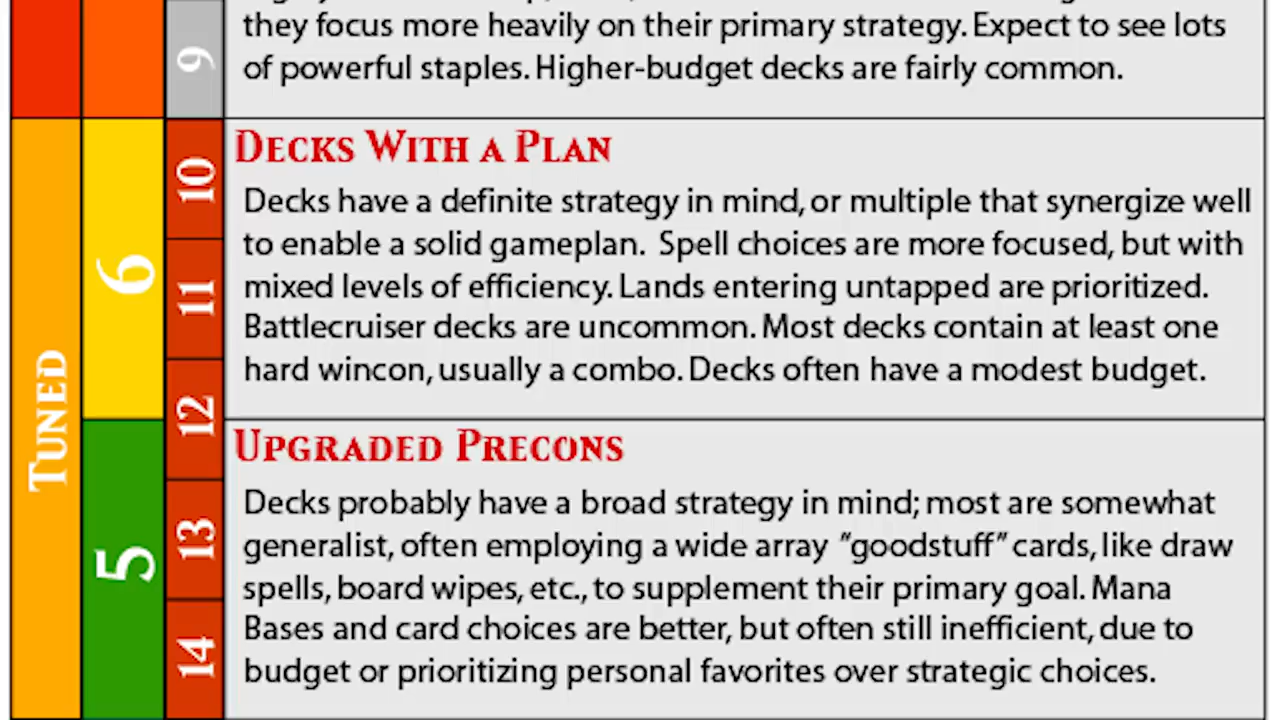 they focus more heavily on their primary strategy. Expect to see lots
of powerful staples. Higher-budget decks are fairly common.
9
DECKS WITH A PLAN
Decks have a definite strategy in mind, or multiple that synergize well
to enable a solid gameplan. Spell choices are more focused, but with
mixed levels of efficiency. Lands entering untapped are prioritized.
Battlecruiser decks are uncommon. Most decks contain at least one
hard wincon, usually a combo. Decks often have a modest budget.
10
11
12
6
TUNED
UPGRADED PRECONS
Decks probably have a broad strategy in mind; most are somewhat
generalist, often employing a wide array "goodstuff" cards, like draw
spells, board wipes, etc., to supplement their primary goal. Mana
Bases and card choices are better, but often still inefficient, due to
budget or prioritizing personal favorites over strategic choices.
5
13
14